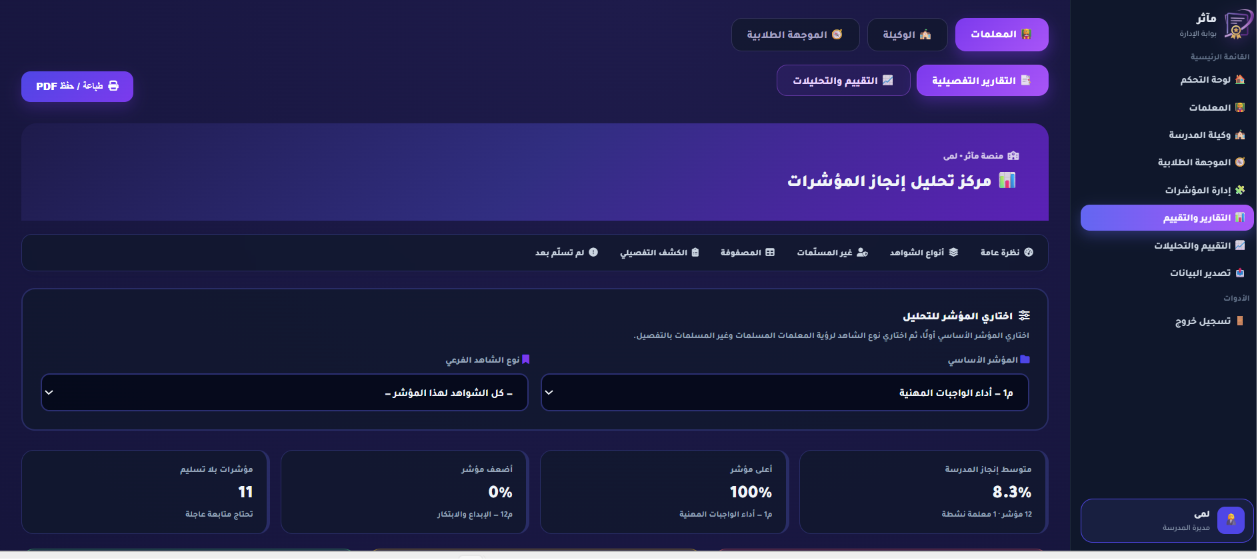 مآثر
بوابة الإدارة
القائمة الرئيسية
لوحة التحكم
المعلمات
وكيلة المدرسة
الموجهة الطلابية
إدارة المؤشرات
التقارير والتقييم
التقييم والتحليلات
تصدير البيانات
الأدوات
تسجيل خروج
لمى
مديرة المدرسة
المعلمات
الوكيلة
الموجهة الطلابية
التقارير التفصيلية
التقييم والتحليلات
طباعة / حفظ PDF
منصة مآثر • لمى
مركز تحليل إنجاز المؤشرات
نظرة عامة
أنواع الشواهد
غير المسلّمات
المصفوفة
الكشف التفصيلي
لم تسلّم بعد
اختاري المؤشر للتحليل
اختاري المؤشر الأساسي أولًا، ثم اختاري نوع الشاهد لرؤية المعلمات المسلمات وغير المسلمات بالتفصيل.
المؤشر الأساسي
م1 – أداء الواجبات المهنية
نوع الشاهد الفرعي
– كل الشواهد لهذا المؤشر –
متوسط إنجاز المدرسة
8.3%
12 مؤشر · 1 معلمة نشطة
أعلى مؤشر
100%
م1 – أداء الواجبات المهنية
أضعف مؤشر
0%
م12 – الإبداع والابتكار
مؤشرات بلا تسليم
11
تحتاج متابعة عاجلة